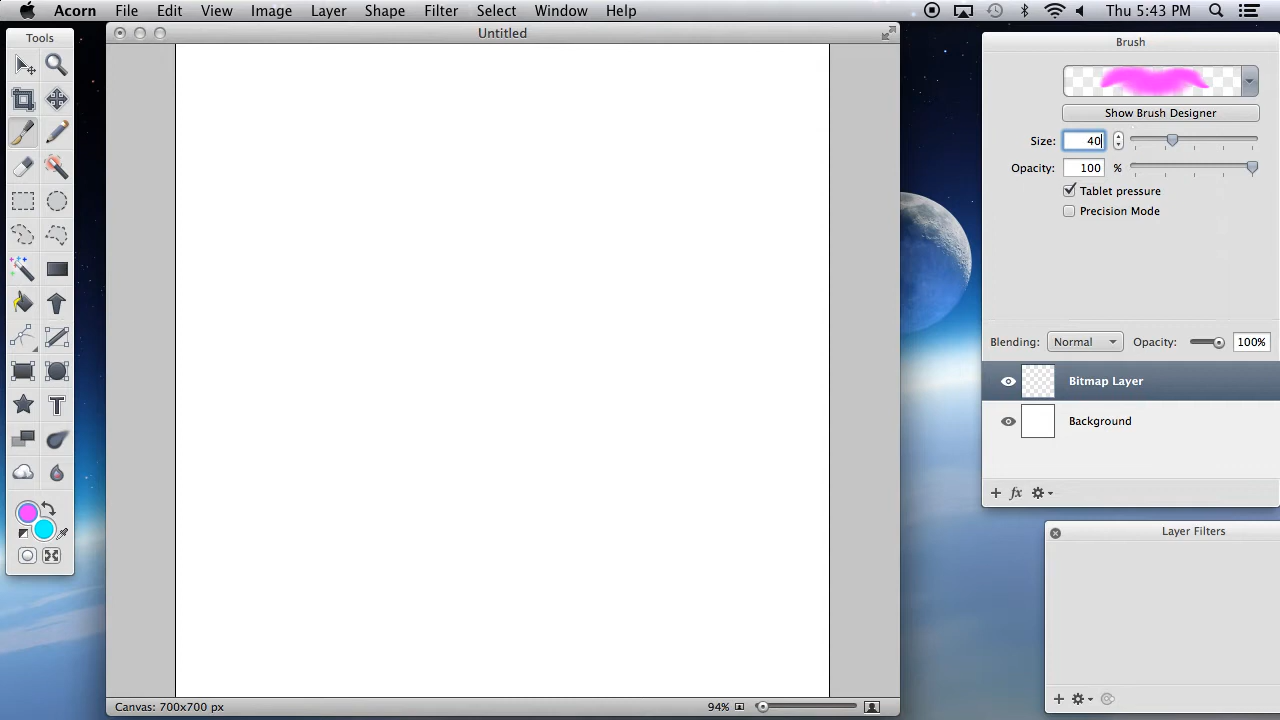 Acorn File Edit View Image Layer Shape Filter Select Window Help Thu 5:43 PM
Tools
Untitled
Brush
Show Brush Designer
Size: 40
Opacity: 100 %
Tablet pressure
Precision Mode
Blending: Normal Opacity: 100%
Bitmap Layer
Background
fx
T
Layer Filters
Canvas: 700x700 px 94%